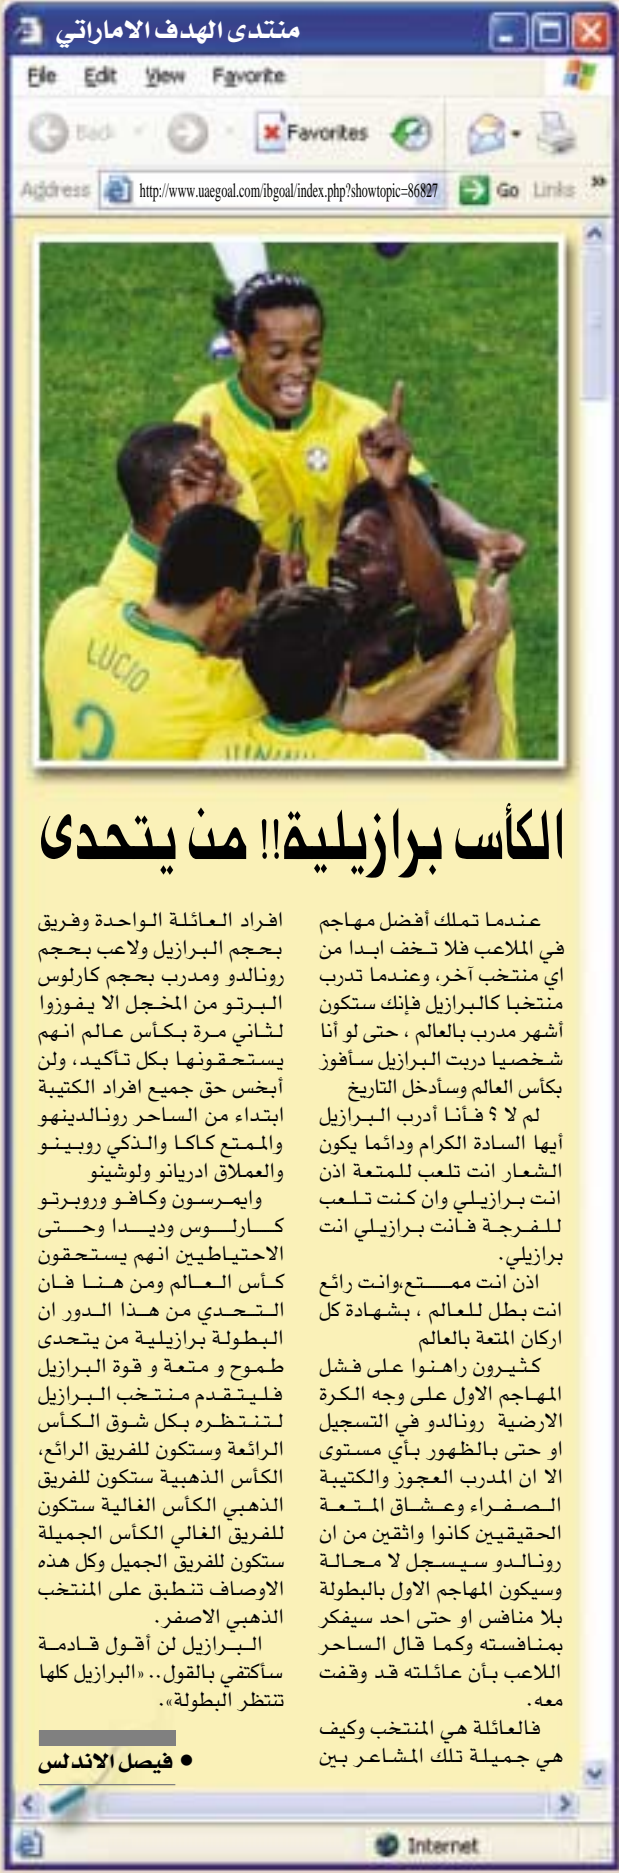 منتدى الهدف الاماراتي
File Edit View Favorite
Back Favorites
Address http://www.uaegoal.com/ibgoal/index.php?showtopic=86827 Go Links »
LUCIO
الكأس برازيلية!! من يتحدى
عندما تملك أفضل مهاجم
في الملاعب فلا تخف ابدا من
اي منتخب آخر، وعندما تدرب
منتخبا كالبرازيل فإنك ستكون
أشهر مدرب بالعالم ، حتى لو أنا
شخصيا دربت البرازيل سأفوز
بكأس العالم وسأدخل التاريخ
لم لا ؟ فأنا أدرب البرازيل
أيها السادة الكرام ودائما يكون
الشعار انت تلعب للمتعة اذن
انت برازيلي وان كنت تلعب
للفرجة فانت برازيلي انت
برازيلي.
اذن انت ممـتع،وانت رائع
انت بطل للعالم ، بشهادة كل
اركان المتعة بالعالم
كثيرون راهنوا على فشل
المهاجم الاول على وجه الكرة
الارضية رونالدو في التسجيل
او حتى بالظهور بأي مستوى
الا ان المدرب العجوز والكتيبة
الصفراء وعشاق المتعة
الحقيقيين كانوا واثقين من ان
رونالدو سيسجل لا محالة
وسيكون المهاجم الاول بالبطولة
بلا منافس او حتى احد سيفكر
بمنافسته وكما قال الساحر
اللاعب بأن عائلته قد وقفت
معه.
فالعائلة هي المنتخب وكيف
هي جميلة تلك المشاعر بين
افراد العائلة الواحدة وفريق
بحجم البرازيل ولاعب بحجم
رونالدو ومدرب بحجم كارلوس
البرتو من المخجل الا يفوزوا
لثاني مرة بكأس عالم انهم
يستحقونها بكل تأكيد، ولن
أبخس حق جميع افراد الكتيبة
ابتداء من الساحر رونالدينهو
والممتع كاكا والذكي روبينو
والعملاق ادريانو ولوشينو
وايمرسون وكافو وروبرتو
كارلوس وديدا وحتى
الاحتياطيين انهم يستحقون
كأس العالم ومن هنا فان
التحدي من هذا الدور ان
البطولة برازيلية من يتحدى
طموح و متعة و قوة البرازيل
فليتقدم منتخب البرازيل
لتنتظره بكل شوق الكأس
الرائعة وستكون للفريق الرائع،
الكأس الذهبية ستكون للفريق
الذهبي الكأس الغالية ستكون
للفريق الغالي الكأس الجميلة
ستكون للفريق الجميل وكل هذه
الاوصاف تنطبق على المنتخب
الذهبي الاصفر.
البرازيل لن أقول قادمة
سأكتفي بالقول.. «البرازيل كلها
تنتظر البطولة».
● فيصل الاندلس
Internet